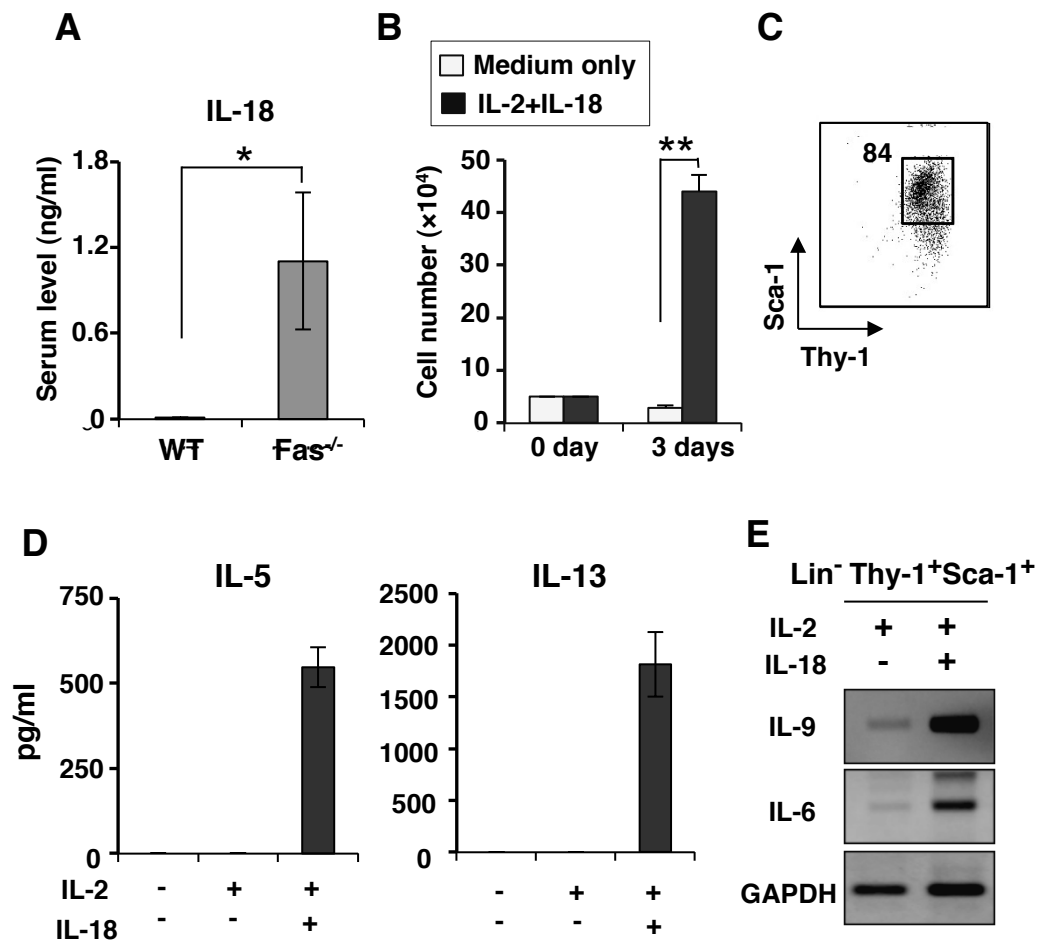 A
IL-18
*
Serum level (ng/ml)
1.8
1.2
0.6
0
WT
Fas-/-
B
Medium only
IL-2+IL-18
**
Cell number (×10⁴)
50
40
30
20
10
0
0 day
3 days
C
84
Sca-1
Thy-1
D
IL-5
pg/ml
750
500
250
0
IL-2 - + +
IL-18 - - +
IL-13
2500
2000
1500
1000
500
0
- + +
- - +
E
Lin⁻ Thy-1⁺Sca-1⁺
IL-2 + +
IL-18 - +
IL-9
IL-6
GAPDH